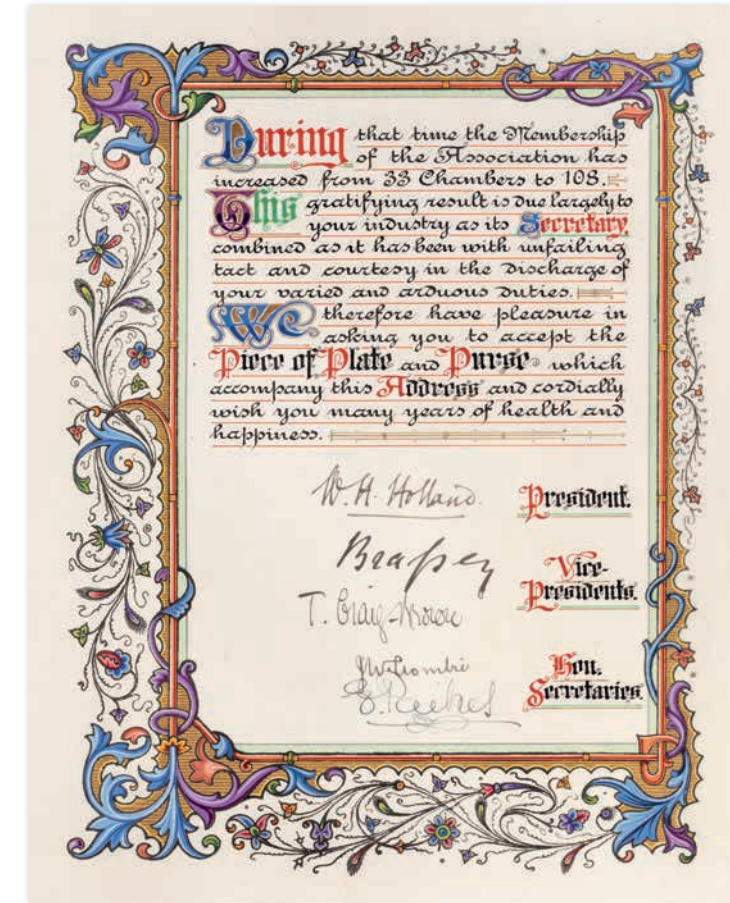 During that time the Membership
of the Association has
increased from 33 Chambers to 108.
This gratifying result is due largely to
your industry as its Secretary,
combined as it has been with unfailing
tact and courtesy in the discharge of
your varied and arduous duties.
We therefore have pleasure in
asking you to accept the
Piece of Plate and Purse which
accompany this Address and cordially
wish you many years of health and
happiness.
W. H. Holland. President.
Brassey Vice-
T. Craig-Brown Presidents.
Hon.
Secretaries.